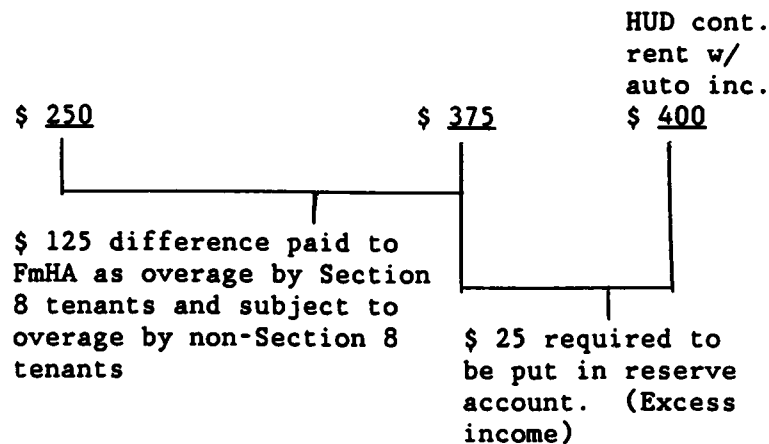 HUD cont.
rent w/
auto inc.
$ 250
$ 375
$ 400
$ 125 difference paid to
FmHA as overage by Section
8 tenants and subject to
overage by non-Section 8
tenants
$ 25 required to
be put in reserve
account. (Excess
income)